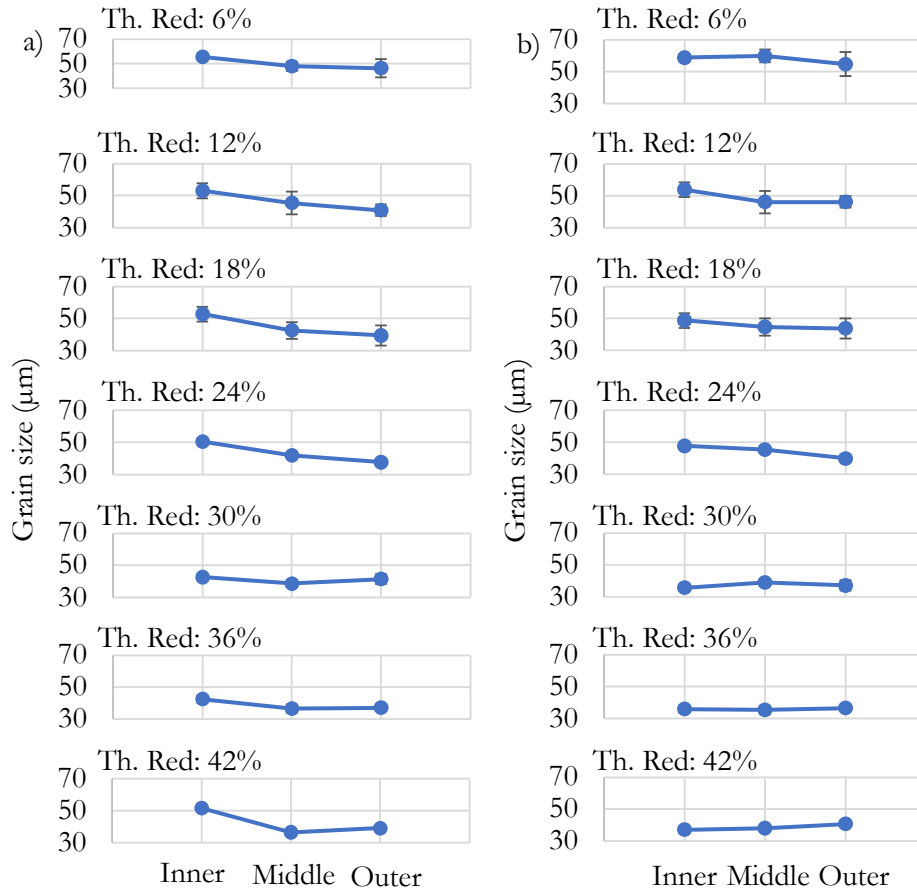 a)
Th. Red: 6%
70
50
30
Th. Red: 12%
70
50
30
Th. Red: 18%
70
50
30
Th. Red: 24%
70
50
30
Th. Red: 30%
70
50
30
Th. Red: 36%
70
50
30
Th. Red: 42%
70
50
30
Grain size (μm)
Inner Middle Outer
b)
Th. Red: 6%
70
50
30
Th. Red: 12%
70
50
30
Th. Red: 18%
70
50
30
Th. Red: 24%
70
50
30
Th. Red: 30%
70
50
30
Th. Red: 36%
70
50
30
Th. Red: 42%
70
50
30
Grain size (μm)
Inner Middle Outer